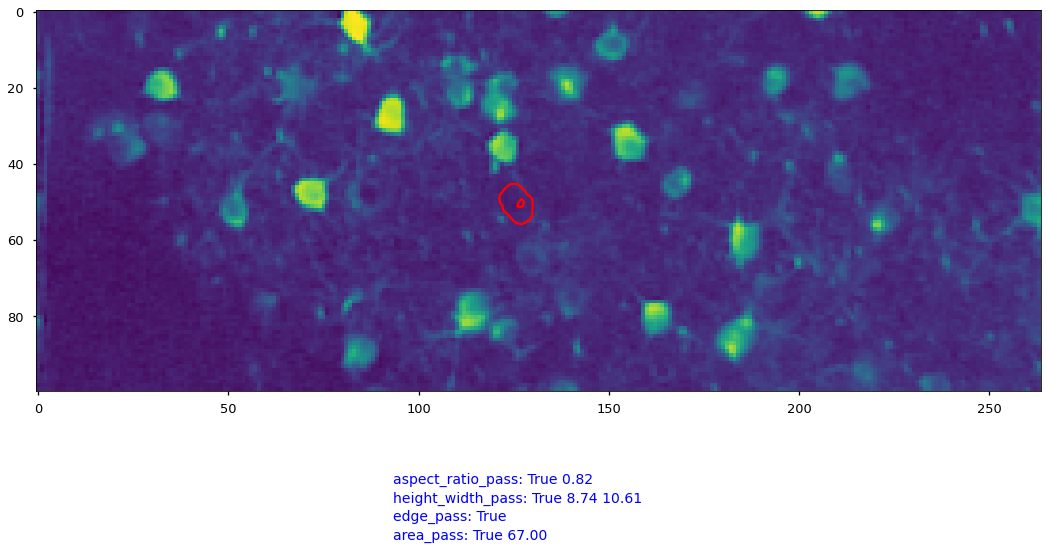 0
20
40
60
80
0 50 100 150 200 250
aspect_ratio_pass: True 0.82
height_width_pass: True 8.74 10.61
edge_pass: True
area_pass: True 67.00